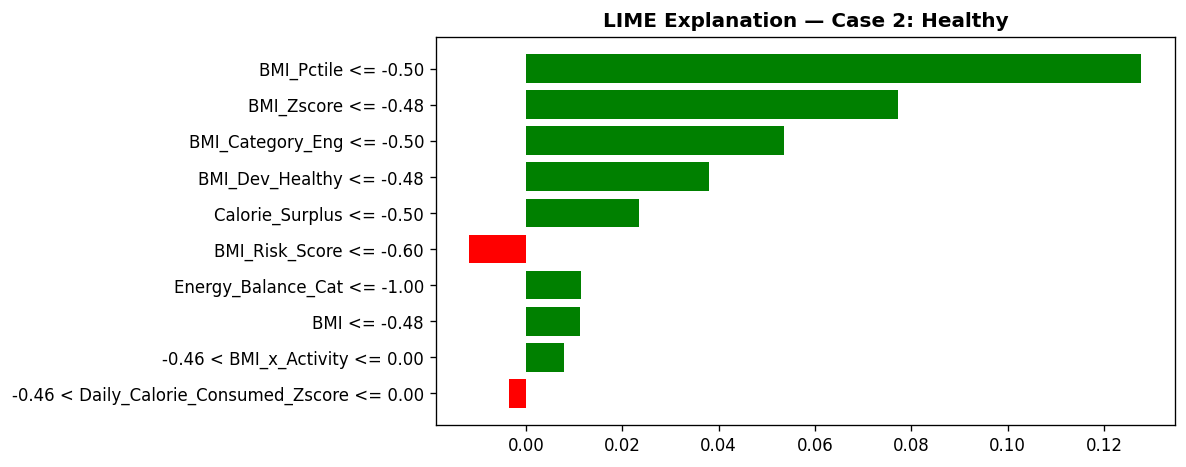 LIME Explanation — Case 2: Healthy
BMI_Pctile <= -0.50
BMI_Zscore <= -0.48
BMI_Category_Eng <= -0.50
BMI_Dev_Healthy <= -0.48
Calorie_Surplus <= -0.50
BMI_Risk_Score <= -0.60
Energy_Balance_Cat <= -1.00
BMI <= -0.48
-0.46 < BMI_x_Activity <= 0.00
-0.46 < Daily_Calorie_Consumed_Zscore <= 0.00
0.00 0.02 0.04 0.06 0.08 0.10 0.12